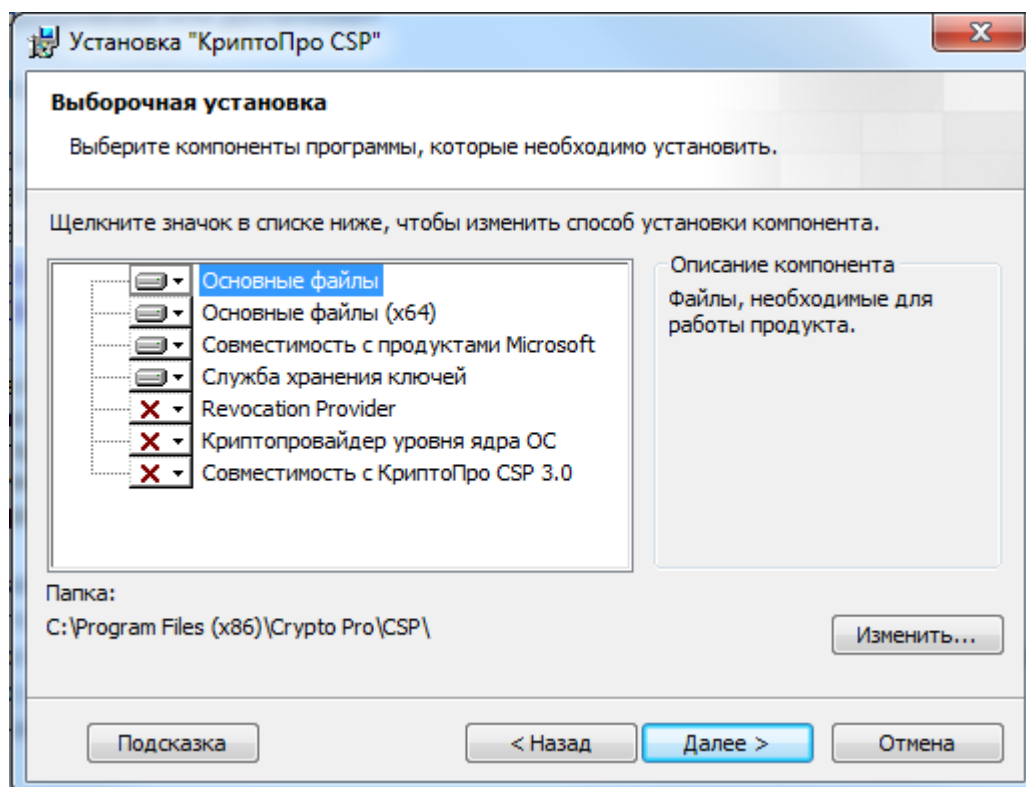 Установка "КриптоПро CSP"
Выборочная установка
Выберите компоненты программы, которые необходимо установить.
Щелкните значок в списке ниже, чтобы изменить способ установки компонента.
Основные файлы
Основные файлы (x64)
Совместимость с продуктами Microsoft
Служба хранения ключей
Revocation Provider
Криптопровайдер уровня ядра ОС
Совместимость с КриптоПро CSP 3.0
Описание компонента
Файлы, необходимые для
работы продукта.
Папка:
C:\Program Files (x86)\Crypto Pro\CSP\
Изменить...
Подсказка
< Назад
Далее >
Отмена